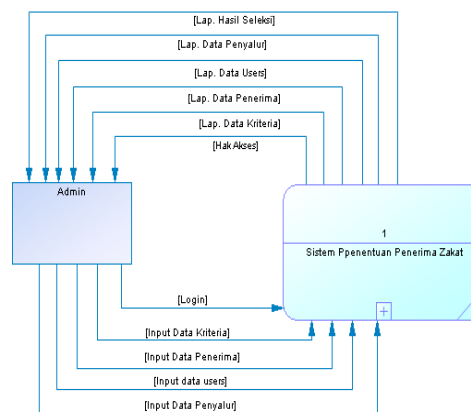 [Lap. Hasil Seleksi]
[Lap. Data Penyalur]
[Lap. Data Users]
[Lap. Data Penerima]
[Lap. Data Kriteria]
[Hak Akses]
Admin
1
Sistem Ppenentuan Penerima Zakat
[Login]
[Input Data Kriteria]
[Input Data Penerima]
[Input data users]
[Input Data Penyalur]